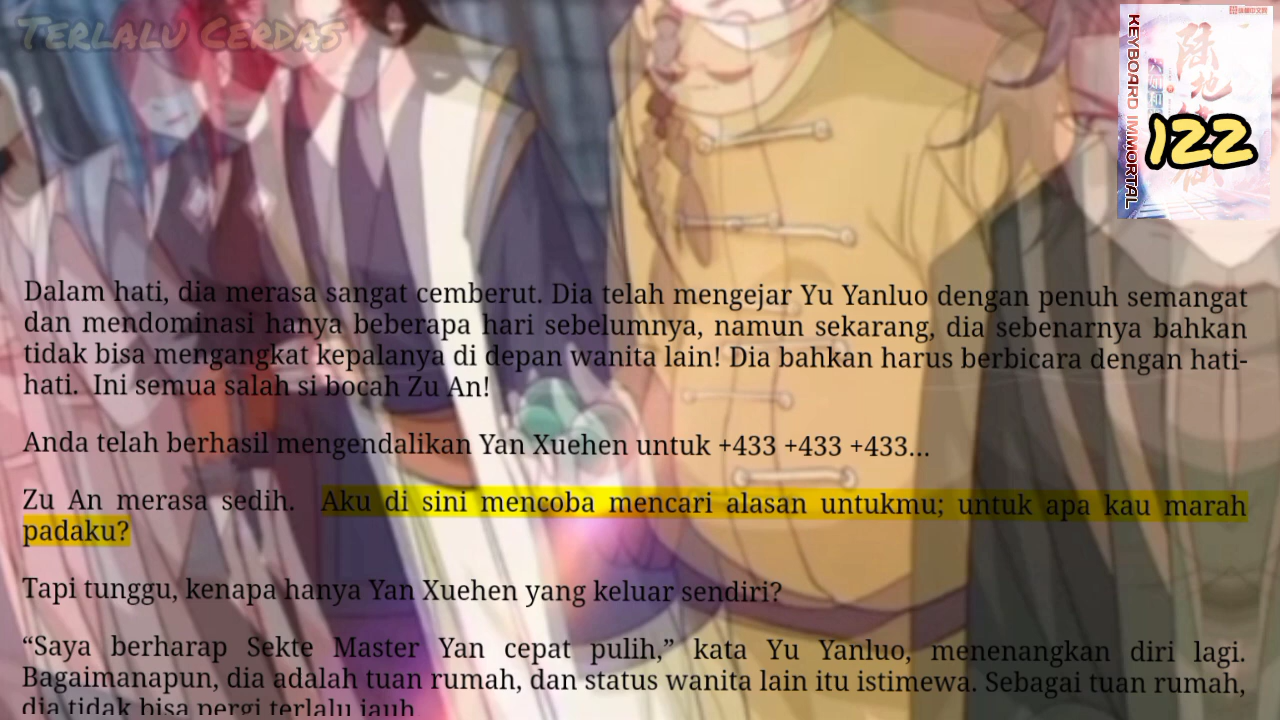 TERLALU CERDAS
KEYBOARD IMMORTAL
122
Dalam hati, dia merasa sangat cemberut. Dia telah mengejar Yu Yanluo dengan penuh semangat
dan mendominasi hanya beberapa hari sebelumnya, namun sekarang, dia sebenarnya bahkan
tidak bisa mengangkat kepalanya di depan wanita lain! Dia bahkan harus berbicara dengan hati-
hati. Ini semua salah si bocah Zu An!
Anda telah berhasil mengendalikan Yan Xuehen untuk +433 +433 +433...
Zu An merasa sedih. Aku di sini mencoba mencari alasan untukmu; untuk apa kau marah
padaku?
Tapi tunggu, kenapa hanya Yan Xuehen yang keluar sendiri?
“Saya berharap Sekte Master Yan cepat pulih,” kata Yu Yanluo, menenangkan diri lagi.
Bagaimanapun, dia adalah tuan rumah, dan status wanita lain itu istimewa. Sebagai tuan rumah,
dia tidak bisa pergi terlalu jauh